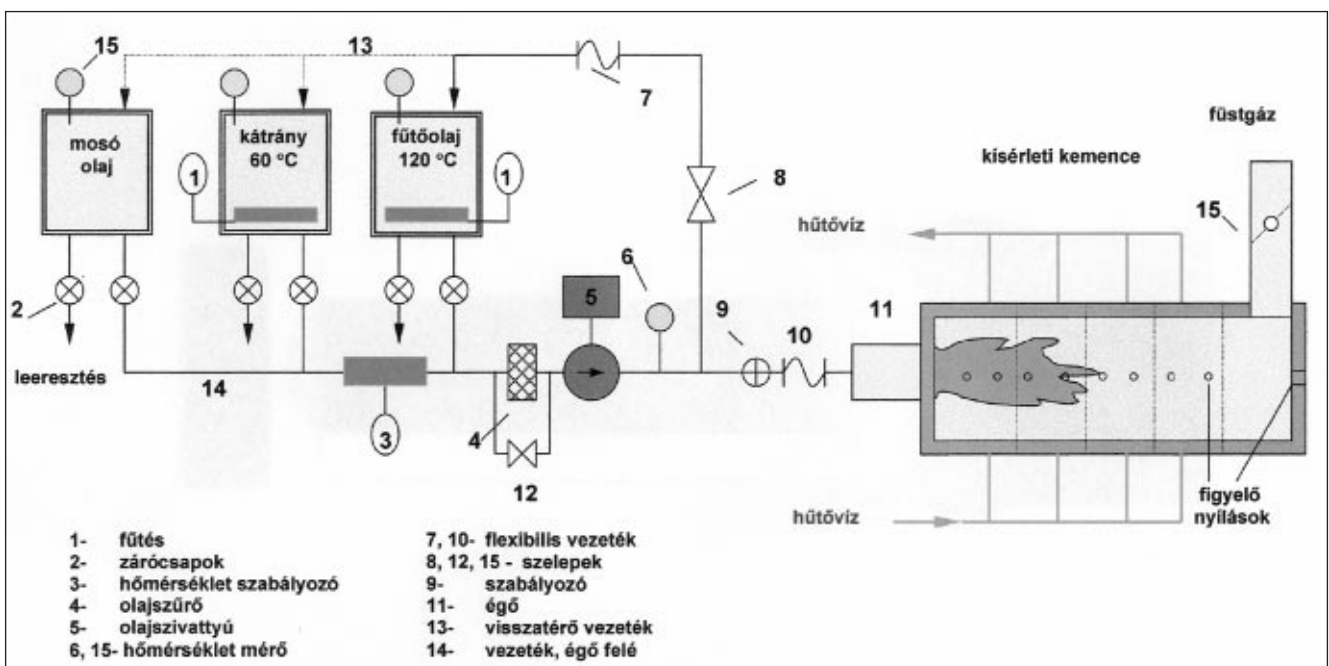 15
13
7
füstgáz
mosó
olaj
kátrány
60 °C
fűtőolaj
120 °C
kísérleti kemence
1
1
8
15
hűtővíz
6
2
5
9
10
11
leeresztés
14
3
4
12
figyelő
nyílások
hűtővíz
1- fűtés
2- zárócsapok
3- hőmérséklet szabályozó
4- olajszűrő
5- olajszivattyú
6, 15- hőmérséklet mérő
7, 10- flexibilis vezeték
8, 12, 15 - szelepek
9- szabályozó
11- égő
13- visszatérő vezeték
14- vezeték, égő felé